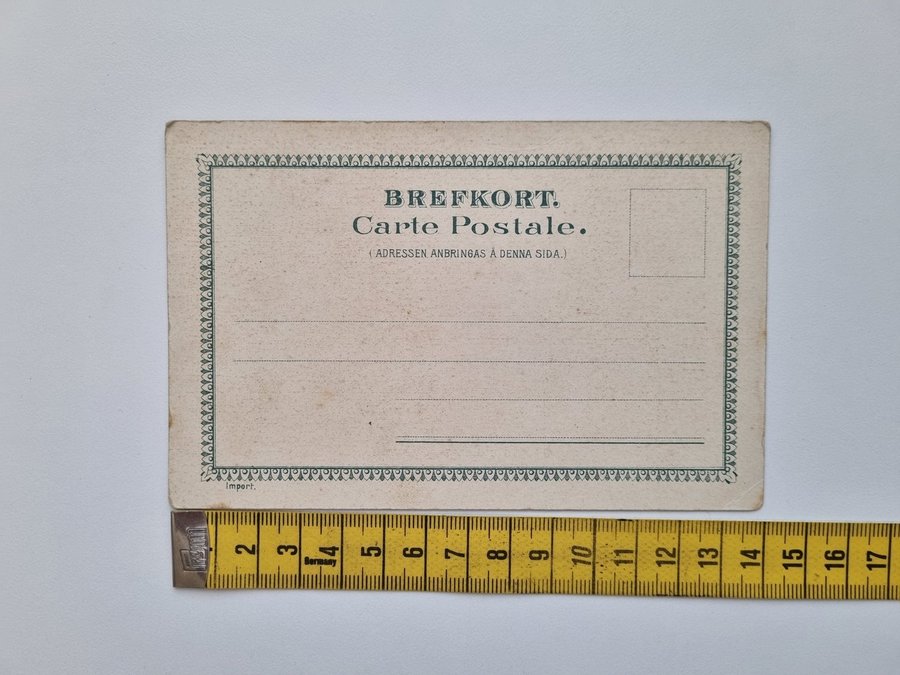 BREFKORT.
Carte Postale.
(ADRESSEN ANBRINGAS Å DENNA SIDA.)
Import.
2 3 4 5 6 7 8 9 10 11 12 13 14 15 16 17
Germany